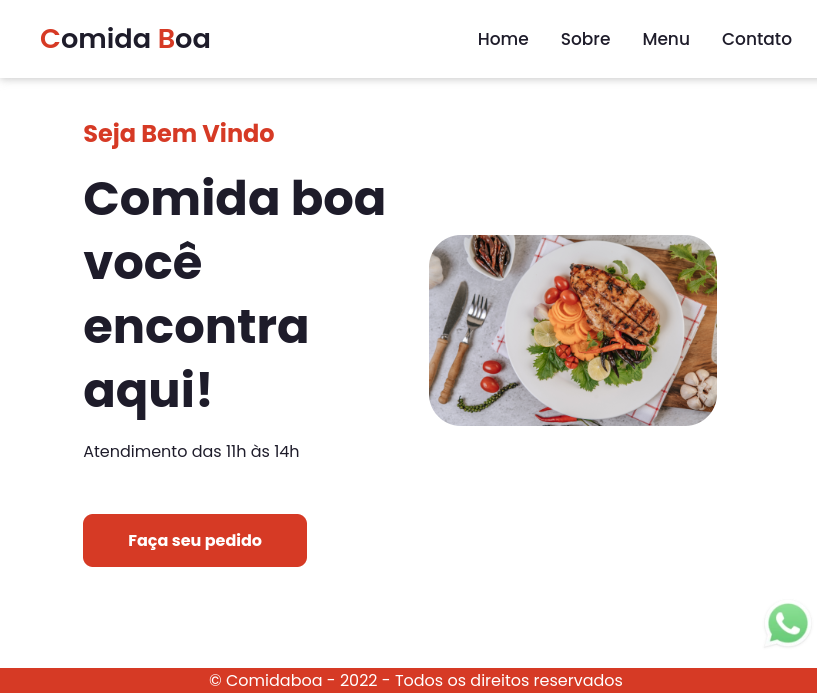 Comida Boa
Home Sobre Menu Contato
Seja Bem Vindo
Comida boa
você
encontra
aqui!
Atendimento das 11h às 14h
Faça seu pedido
© Comidaboa - 2022 - Todos os direitos reservados